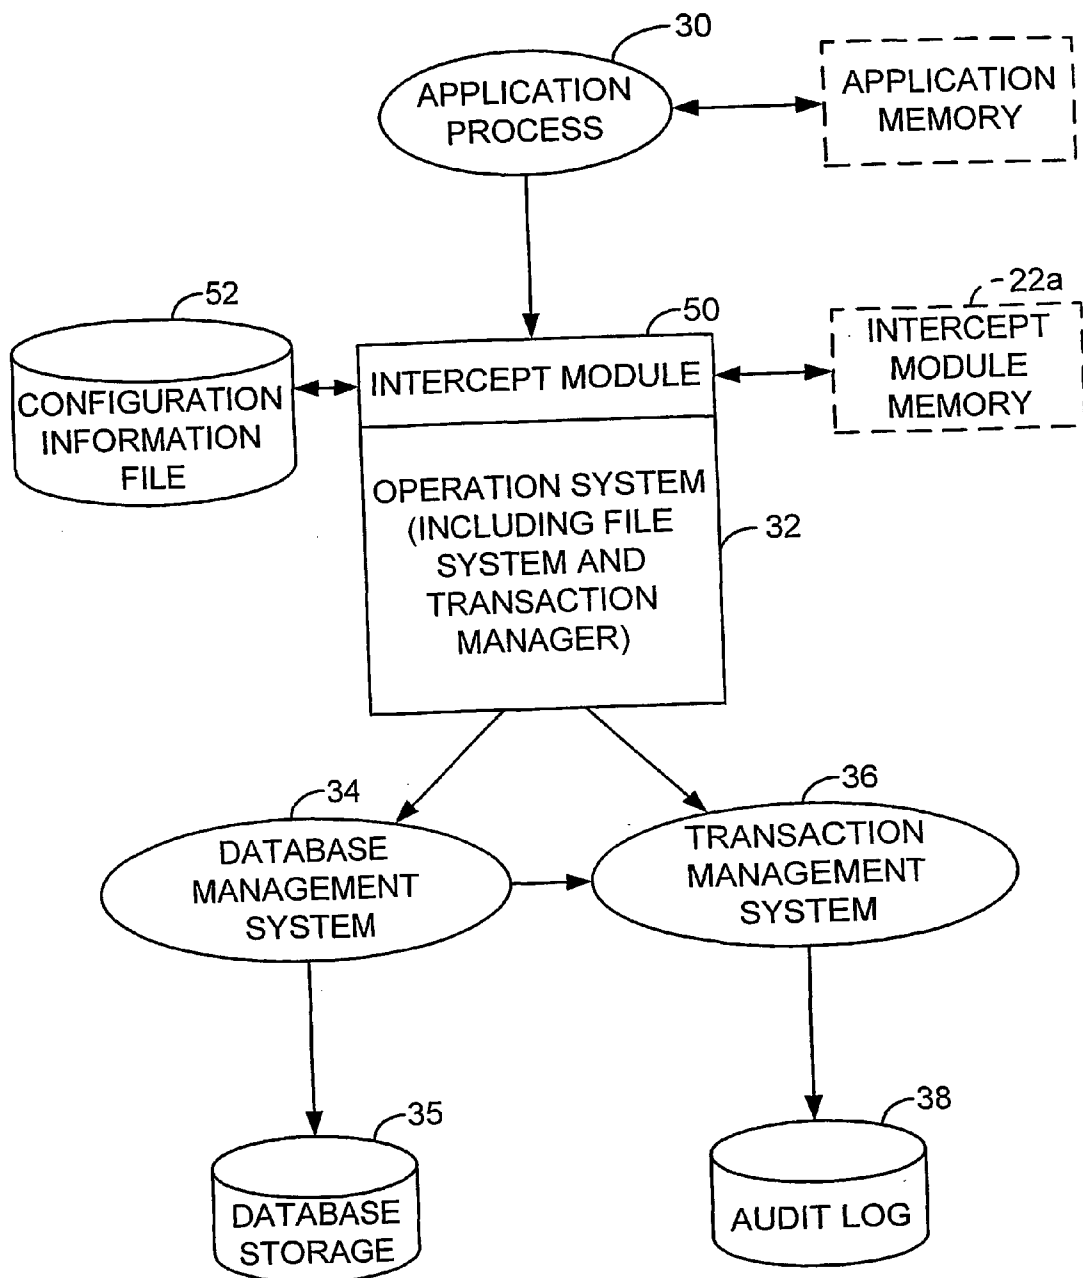 30
APPLICATION
PROCESS
APPLICATION
MEMORY
52
50
22a
CONFIGURATION
INFORMATION
FILE
INTERCEPT MODULE
INTERCEPT
MODULE
MEMORY
OPERATION SYSTEM
(INCLUDING FILE
SYSTEM AND
TRANSACTION
MANAGER)
32
34
DATABASE
MANAGEMENT
SYSTEM
36
TRANSACTION
MANAGEMENT
SYSTEM
35
DATABASE
STORAGE
38
AUDIT LOG